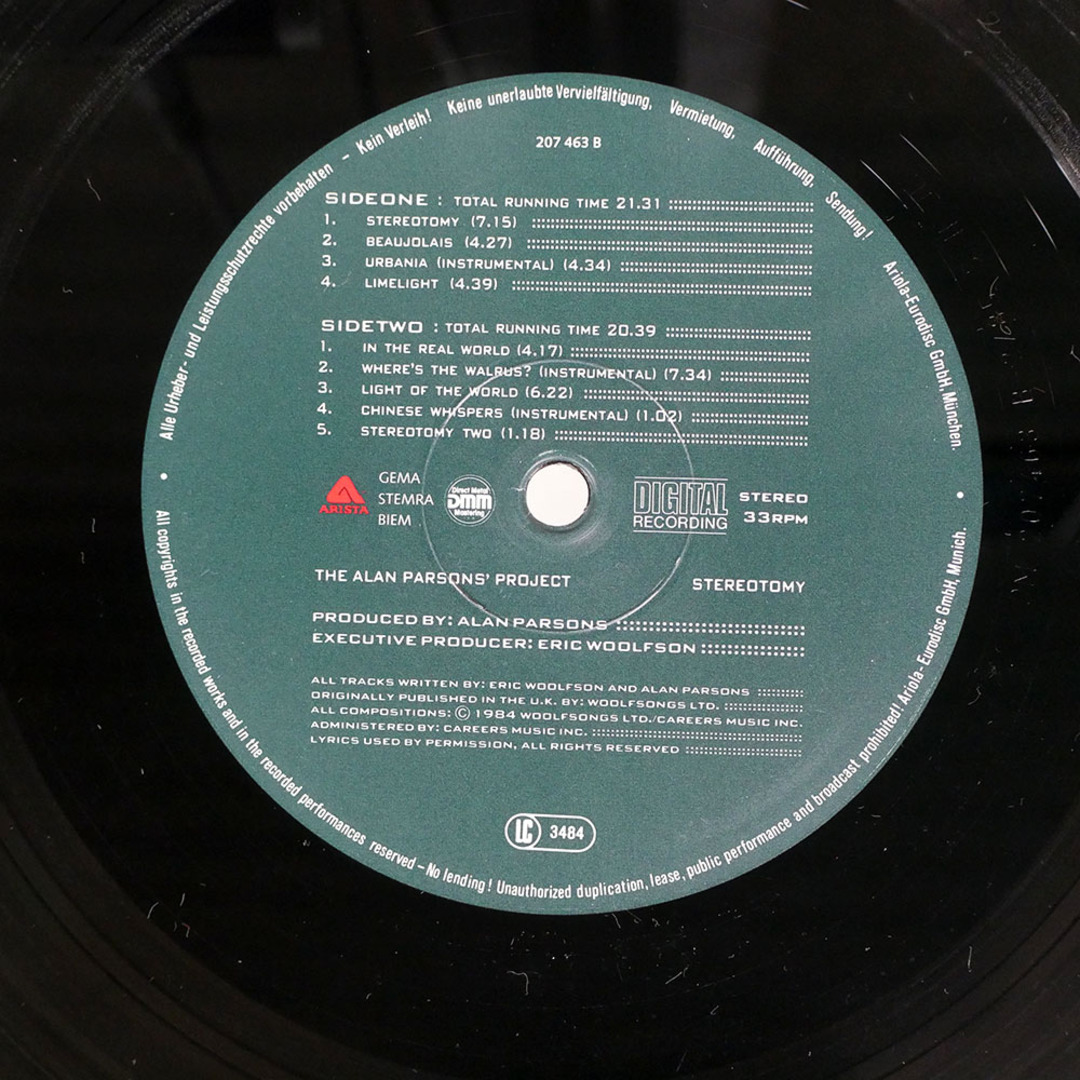 Alle Urheber- und Leistungsschutzrechte vorbehalten – Kein Verleih! Keine unerlaubte Vervielfältigung, Vermietung, Aufführung, Sendung! Ariola-Eurodisc GmbH, München.
207 463 B
SIDEONE : TOTAL RUNNING TIME 21.31
1. STEREOTOMY (7.15)
2. BEAUJOLAIS (4.27)
3. URBANIA (INSTRUMENTAL) (4.34)
4. LIMELIGHT (4.39)
SIDETWO : TOTAL RUNNING TIME 20.39
1. IN THE REAL WORLD (4.17)
2. WHERE'S THE WALRUS? (INSTRUMENTAL) (7.34)
3. LIGHT OF THE WORLD (6.22)
4. CHINESE WHISPERS (INSTRUMENTAL) (1.02)
5. STEREOTOMY TWO (1.18)
ARISTA
GEMA
STEMRA
BIEM
Direct Metal
DMM
Mastering
DIGITAL
RECORDING
STEREO
33RPM
THE ALAN PARSONS' PROJECT
STEREOTOMY
PRODUCED BY: ALAN PARSONS
EXECUTIVE PRODUCER: ERIC WOOLFSON
ALL TRACKS WRITTEN BY: ERIC WOOLFSON AND ALAN PARSONS
ORIGINALLY PUBLISHED IN THE U.K. BY: WOOLFSONGS LTD.
ALL COMPOSITIONS: © 1984 WOOLFSONGS LTD./CAREERS MUSIC INC.
ADMINISTERED BY: CAREERS MUSIC INC.
LYRICS USED BY PERMISSION, ALL RIGHTS RESERVED
LC 3484
All copyrights in the recorded works and in the recorded performances reserved – No lending! Unauthorized duplication, lease, public performance and broadcast prohibited! Ariola- Eurodisc GmbH, Munich.